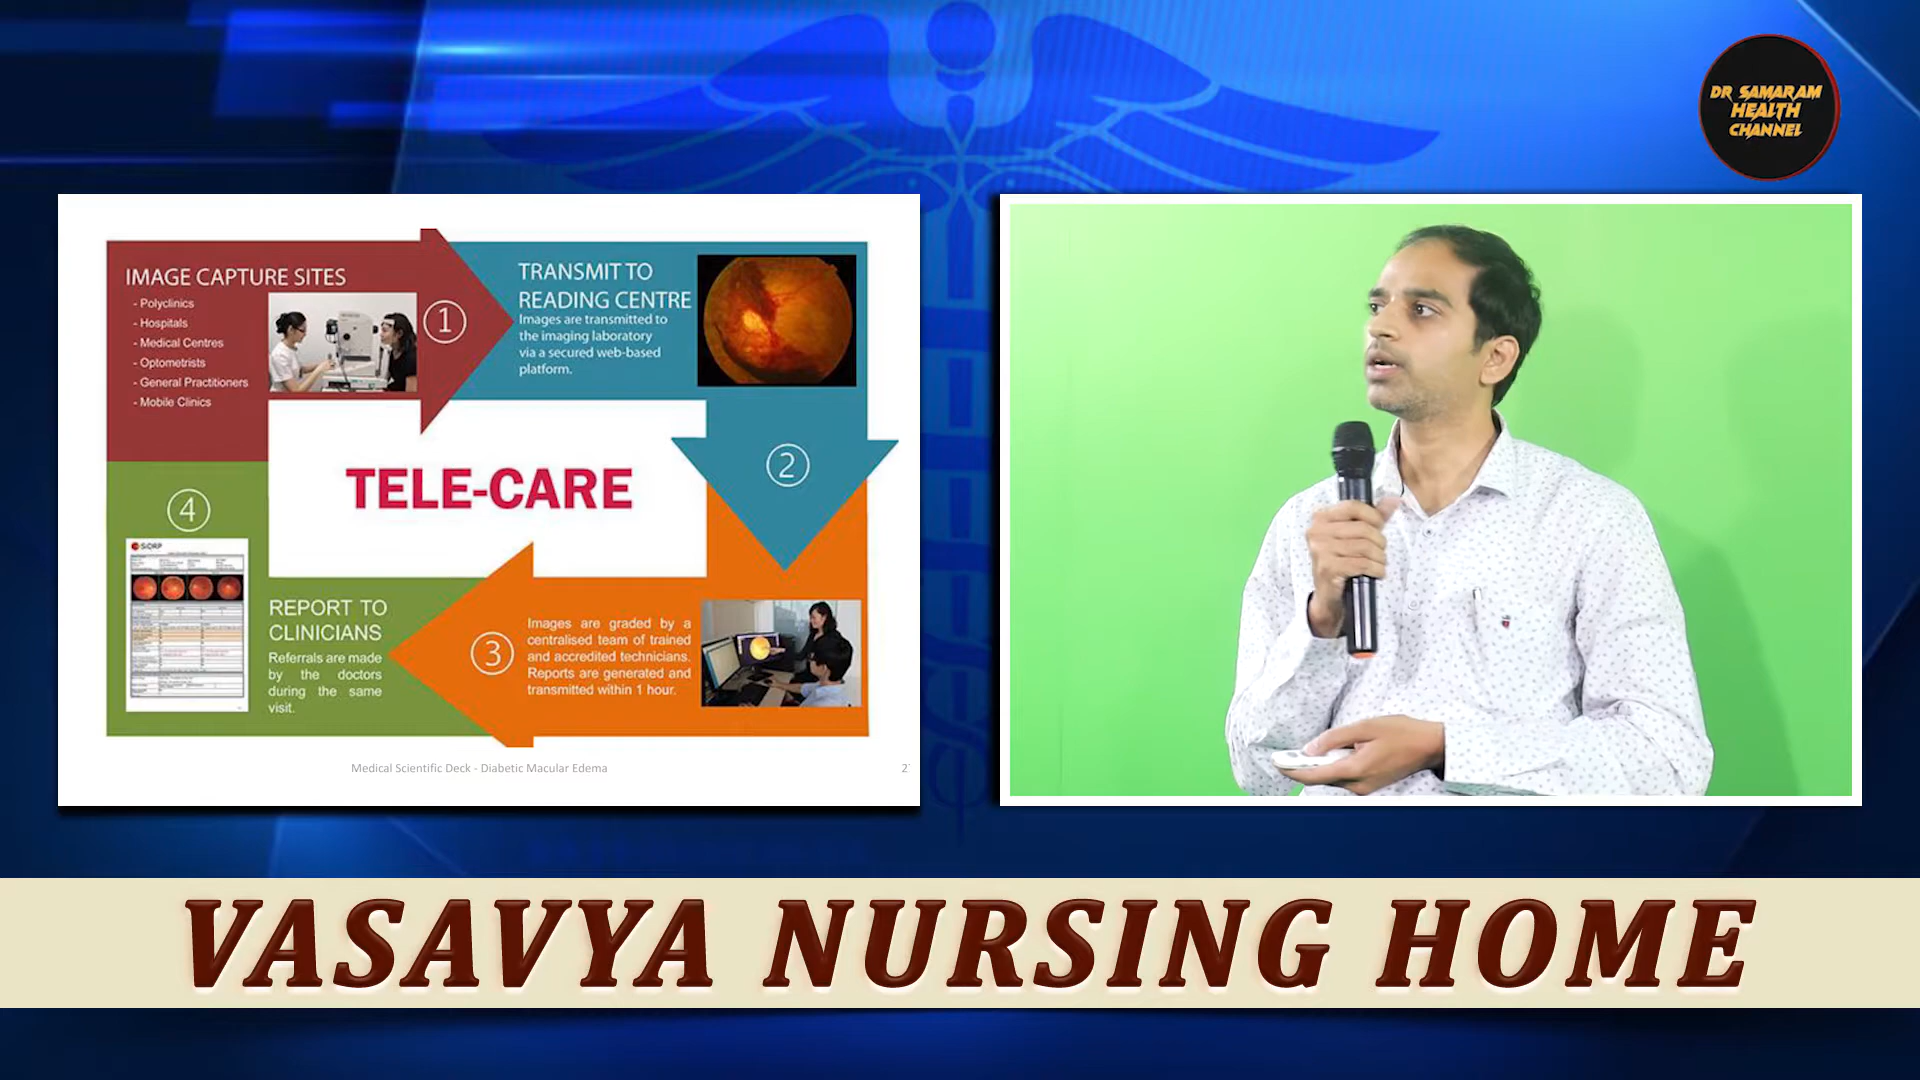 DR SAMARAM
HEALTH
CHANNEL
IMAGE CAPTURE SITES
- Polyclinics
- Hospitals
- Medical Centres
- Optometrists
- General Practitioners
- Mobile Clinics
1
TRANSMIT TO
READING CENTRE
Images are transmitted to
the imaging laboratory
via a secured web-based
platform.
2
TELE-CARE
3
Images are graded by a
centralised team of trained
and accredited technicians.
Reports are generated and
transmitted within 1 hour.
4
SiDRP
REPORT TO
CLINICIANS
Referrals are made
by the doctors
during the same
visit.
Medical Scientific Deck - Diabetic Macular Edema
VASAVYA NURSING HOME